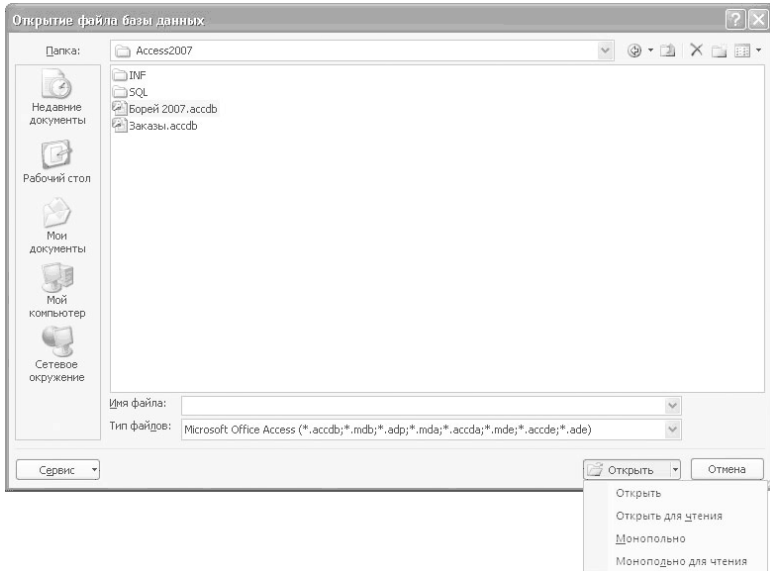 Открытие файла базы данных
Папка:
Access2007
Недавние
документы
Рабочий стол
Мои
документы
Мой
компьютер
Сетевое
окружение
INF
SQL
Борей 2007.accdb
Заказы.accdb
Имя файла:
Тип файлов:
Microsoft Office Access (*.accdb;*.mdb;*.adp;*.mda;*.accda;*.mde;*.accde;*.ade)
Сервис
Открыть
Отмена
Открыть
Открыть для чтения
Монопольно
Монопольно для чтения